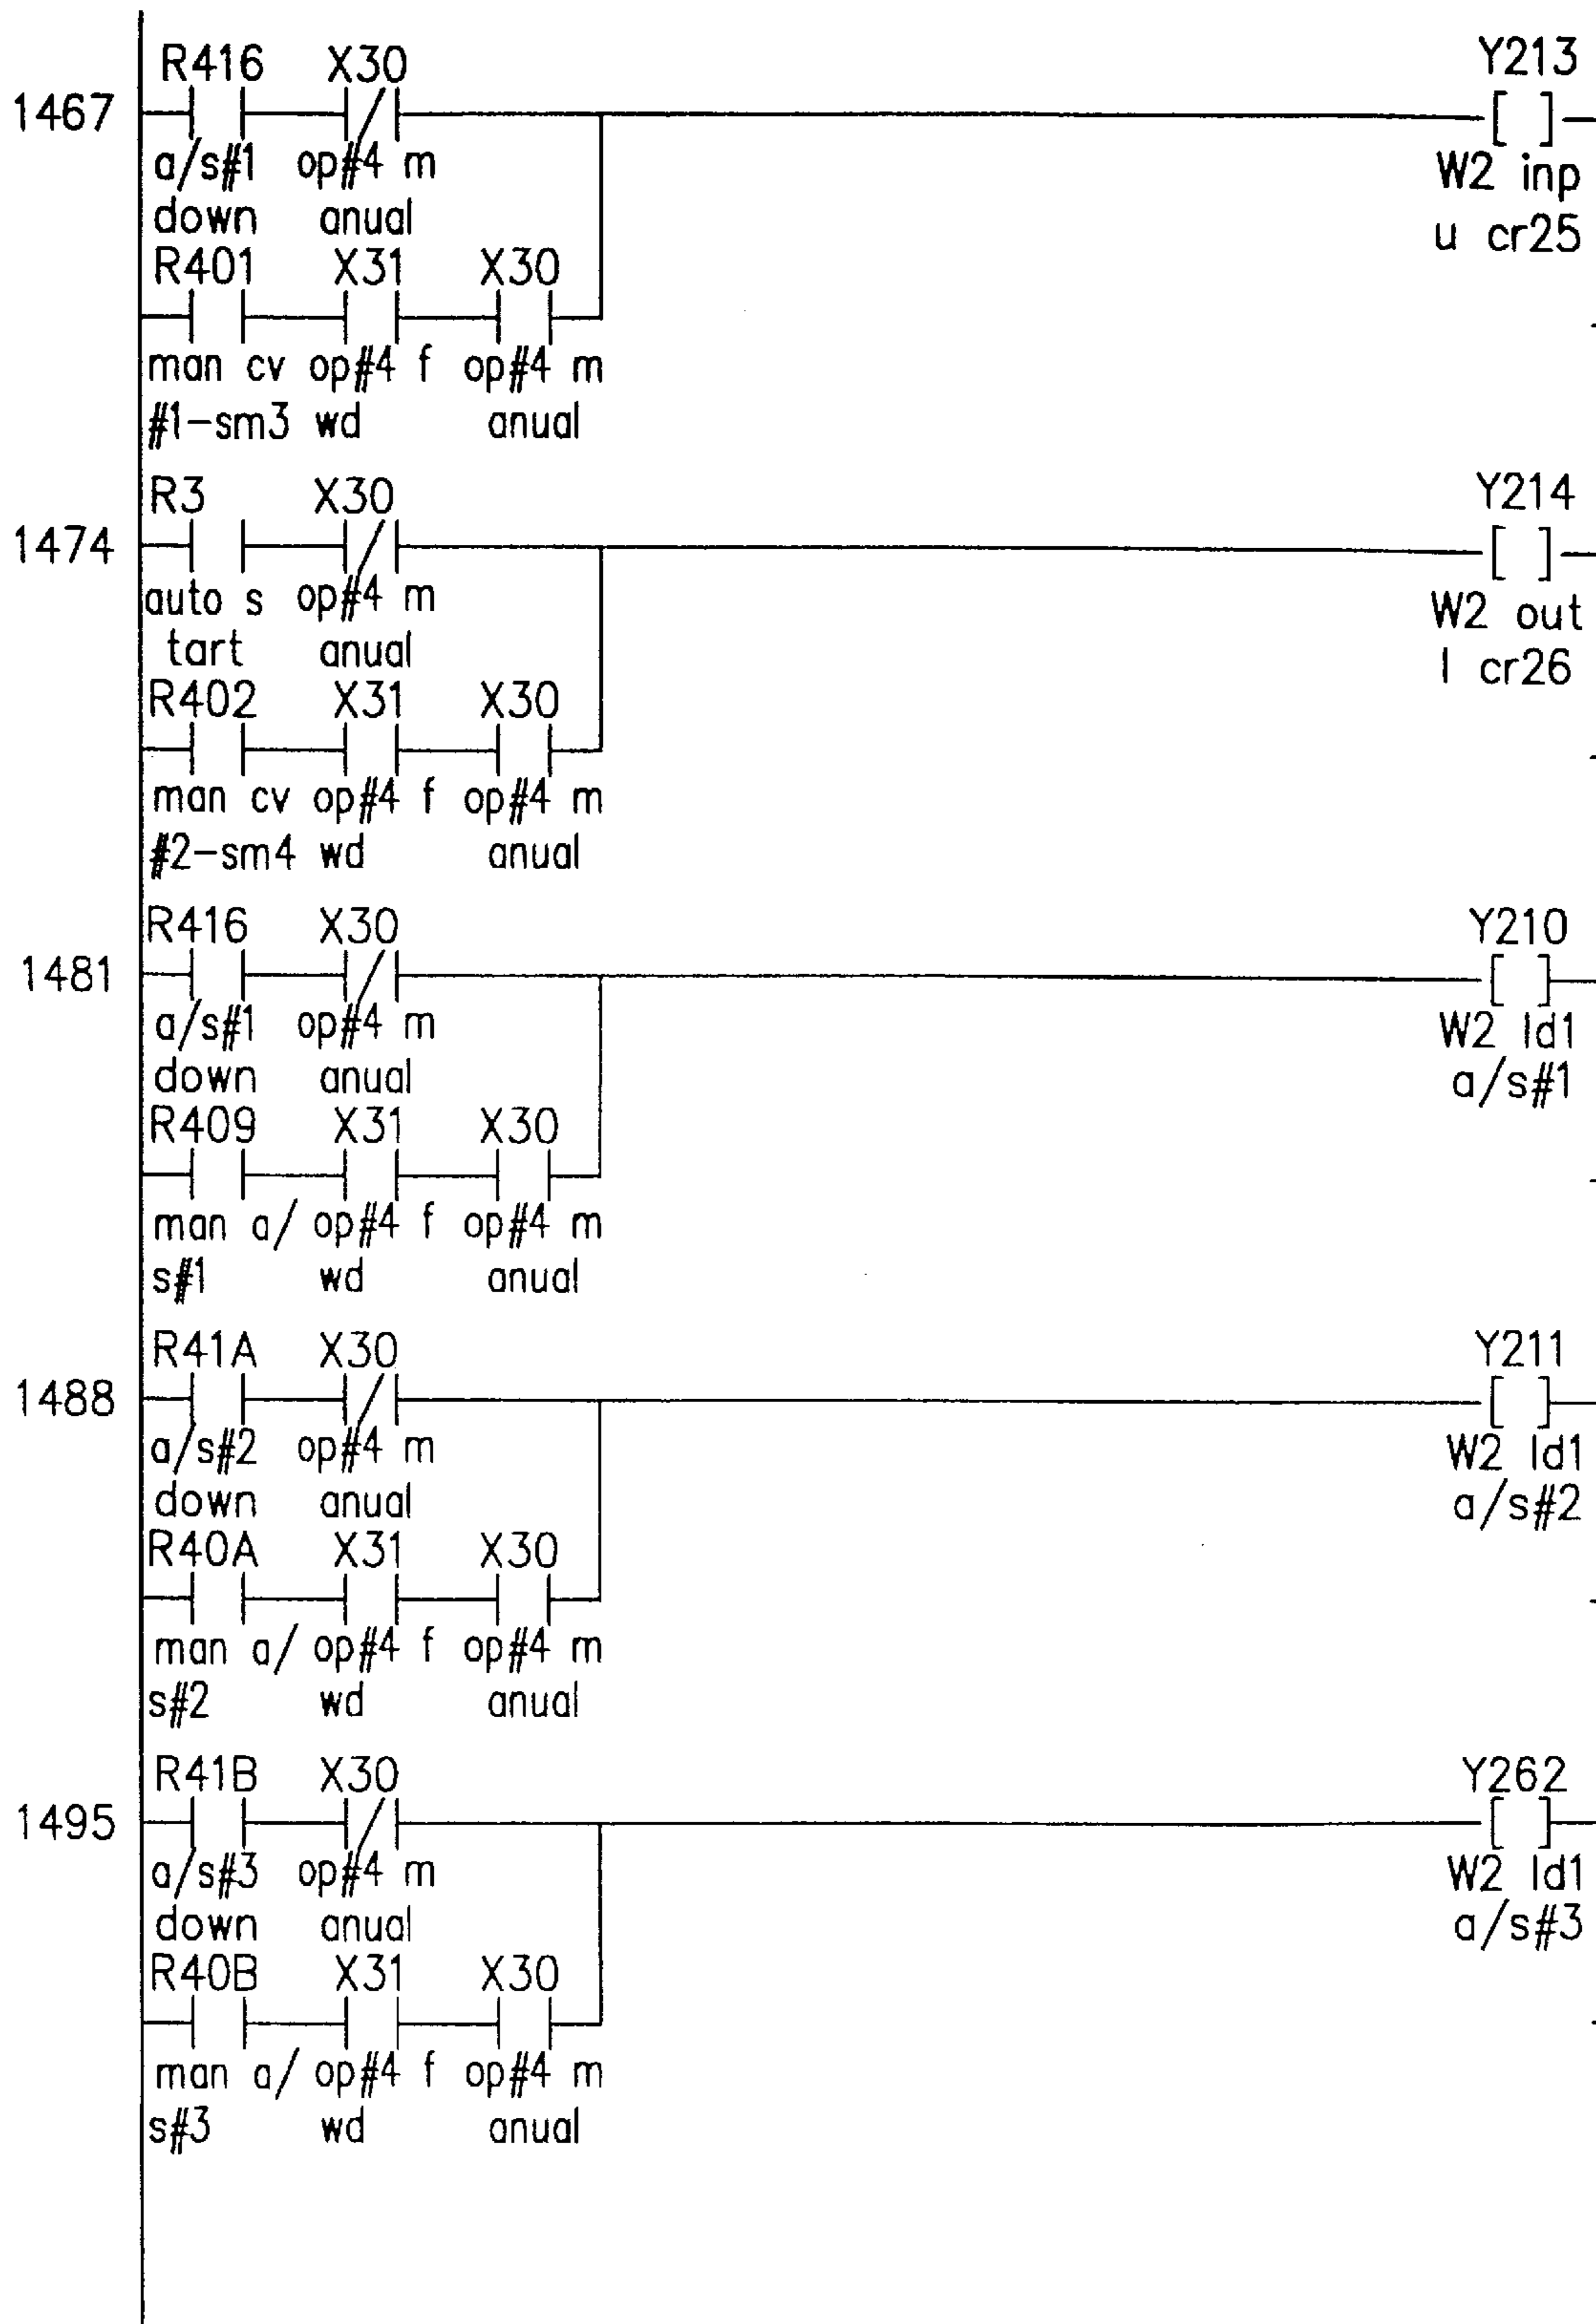 R416 X30 Y213
1467 [ ]
a/s#1 op#4 m W2 inp
down anual u cr25
R401 X31 X30
man cv op#4 f op#4 m
#1-sm3 wd anual
R3 X30 Y214
1474 [ ]
auto s op#4 m W2 out
tart anual l cr26
R402 X31 X30
man cv op#4 f op#4 m
#2-sm4 wd anual
R416 X30 Y210
1481 [ ]
a/s#1 op#4 m W2 ld1
down anual a/s#1
R409 X31 X30
man a/ op#4 f op#4 m
s#1 wd anual
R41A X30 Y211
1488 [ ]
a/s#2 op#4 m W2 ld1
down anual a/s#2
R40A X31 X30
man a/ op#4 f op#4 m
s#2 wd anual
R41B X30 Y262
1495 [ ]
a/s#3 op#4 m W2 ld1
down anual a/s#3
R40B X31 X30
man a/ op#4 f op#4 m
s#3 wd anual